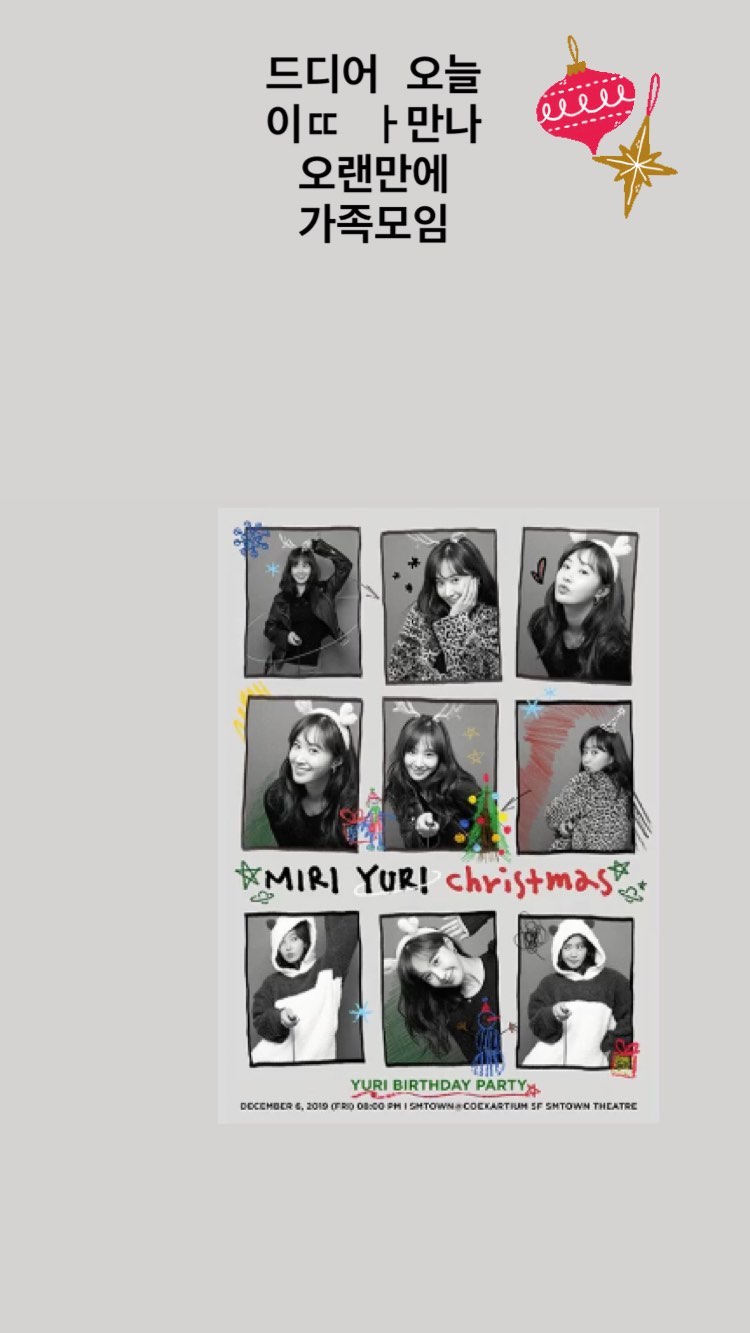 드디어 오늘
이ㄸ ㅏ만나
오랜만에
가족모임
MIRI YURI christmas
YURI BIRTHDAY PARTY
DECEMBER 6, 2019 (FRI) 08:00 PM I SMTOWN@COEXARTIUM 5F SMTOWN THEATRE